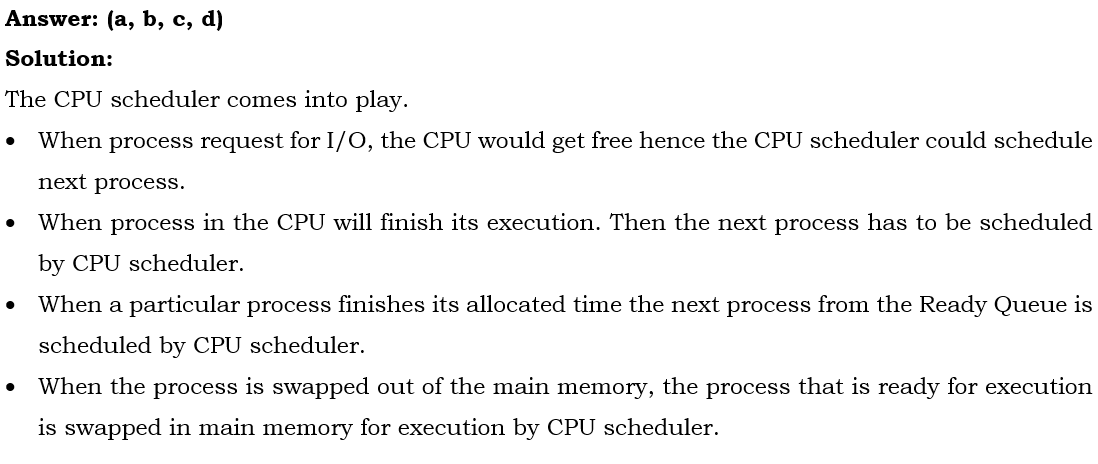 Answer: (a, b, c, d)
Solution:
The CPU scheduler comes into play.
• When process request for I/O, the CPU would get free hence the CPU scheduler could schedule
next process.
• When process in the CPU will finish its execution. Then the next process has to be scheduled
by CPU scheduler.
• When a particular process finishes its allocated time the next process from the Ready Queue is
scheduled by CPU scheduler.
• When the process is swapped out of the main memory, the process that is ready for execution
is swapped in main memory for execution by CPU scheduler.